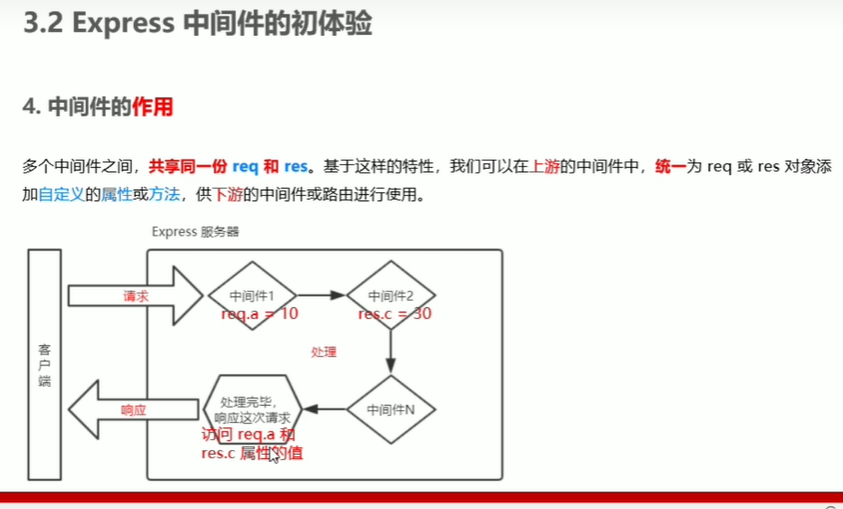 3.2 Express 中间件的初体验
4. 中间件的作用
多个中间件之间，共享同一份 req 和 res。基于这样的特性，我们可以在上游的中间件中，统一为 req 或 res 对象添
加自定义的属性或方法，供下游的中间件或路由进行使用。
Express 服务器
请求
中间件1
req.a = 10
中间件2
res.c = 30
客户端
处理
响应
处理完毕，
响应这次请求
访问 req.a 和
res.c 属性的值
中间件N